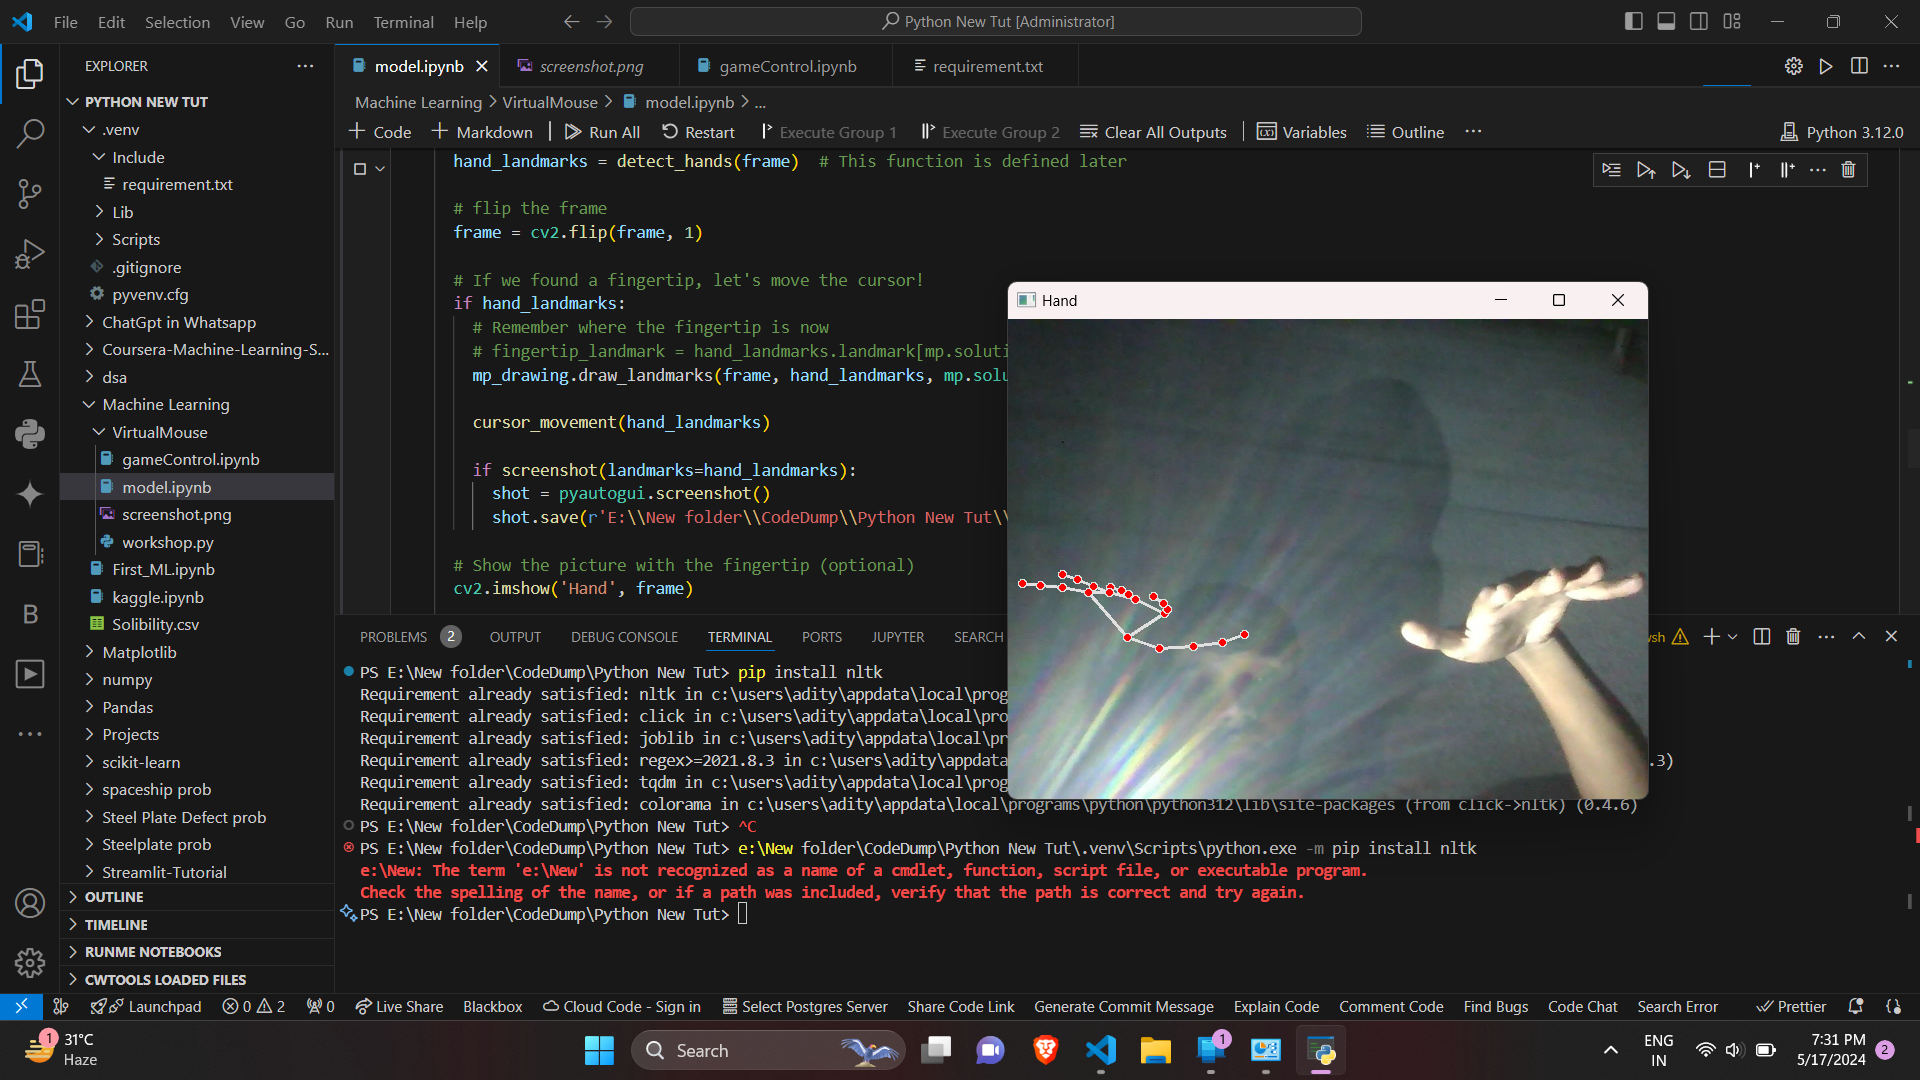 File Edit Selection View Go Run Terminal Help
Python New Tut [Administrator]
EXPLORER
PYTHON NEW TUT
.venv
Include
requirement.txt
Lib
Scripts
.gitignore
pyvenv.cfg
ChatGpt in Whatsapp
Coursera-Machine-Learning-S...
dsa
Machine Learning
VirtualMouse
gameControl.ipynb
model.ipynb
screenshot.png
workshop.py
First_ML.ipynb
kaggle.ipynb
Solibility.csv
Matplotlib
numpy
Pandas
Projects
scikit-learn
spaceship prob
Steel Plate Defect prob
Steelplate prob
Streamlit-Tutorial
OUTLINE
TIMELINE
RUNME NOTEBOOKS
CWTOOLS LOADED FILES
model.ipynb screenshot.png gameControl.ipynb requirement.txt
Machine Learning > VirtualMouse > model.ipynb > ...
+ Code + Markdown Run All Restart Execute Group 1 Execute Group 2 Clear All Outputs Variables Outline ... Python 3.12.0
hand_landmarks = detect_hands(frame)  # This function is defined later
# flip the frame
frame = cv2.flip(frame, 1)
# If we found a fingertip, let's move the cursor!
if hand_landmarks:
# Remember where the fingertip is now
# fingertip_landmark = hand_landmarks.landmark[mp.soluti
mp_drawing.draw_landmarks(frame, hand_landmarks, mp.solu
cursor_movement(hand_landmarks)
if screenshot(landmarks=hand_landmarks):
shot = pyautogui.screenshot()
shot.save(r'E:\\New folder\\CodeDump\\Python New Tut\\
# Show the picture with the fingertip (optional)
cv2.imshow('Hand', frame)
Hand
PROBLEMS 2 OUTPUT DEBUG CONSOLE TERMINAL PORTS JUPYTER SEARCH
PS E:\New folder\CodeDump\Python New Tut> pip install nltk
Requirement already satisfied: nltk in c:\users\adity\appdata\local\prog
Requirement already satisfied: click in c:\users\adity\appdata\local\pro
Requirement already satisfied: joblib in c:\users\adity\appdata\local\pr
Requirement already satisfied: regex>=2021.8.3 in c:\users\adity\appdata .3)
Requirement already satisfied: tqdm in c:\users\adity\appdata\local\prog
Requirement already satisfied: colorama in c:\users\adity\appdata\local\programs\python\python312\lib\site-packages (from click->nltk) (0.4.6)
PS E:\New folder\CodeDump\Python New Tut> ^C
PS E:\New folder\CodeDump\Python New Tut> e:\New folder\CodeDump\Python New Tut\.venv\Scripts\python.exe -m pip install nltk
e:\New: The term 'e:\New' is not recognized as a name of a cmdlet, function, script file, or executable program.
Check the spelling of the name, or if a path was included, verify that the path is correct and try again.
PS E:\New folder\CodeDump\Python New Tut>
Launchpad 0 2 0 Live Share Blackbox Cloud Code - Sign in Select Postgres Server Share Code Link Generate Commit Message Explain Code Comment Code Find Bugs Code Chat Search Error Prettier
1 31°C
Haze
Search
1
ENG
IN
7:31 PM
5/17/2024
2